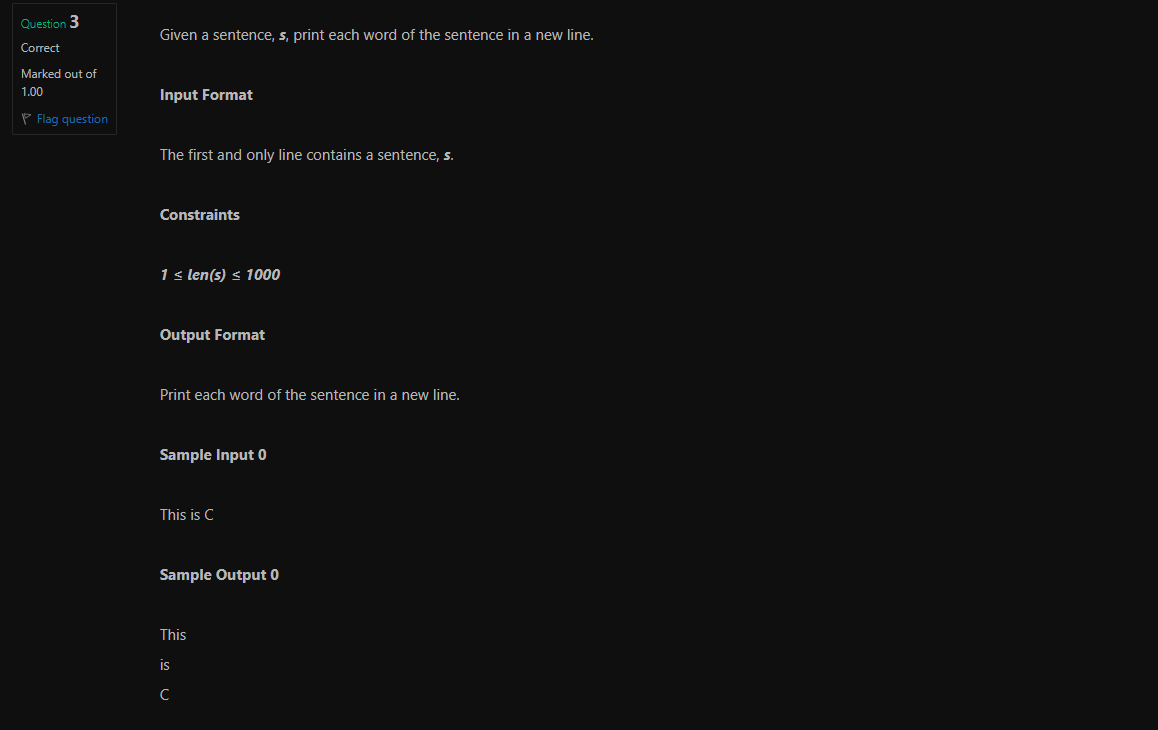 Question 3
Correct
Marked out of
1.00
Flag question
Given a sentence, s, print each word of the sentence in a new line.
Input Format
The first and only line contains a sentence, s.
Constraints
1 ≤ len(s) ≤ 1000
Output Format
Print each word of the sentence in a new line.
Sample Input 0
This is C
Sample Output 0
This
is
C